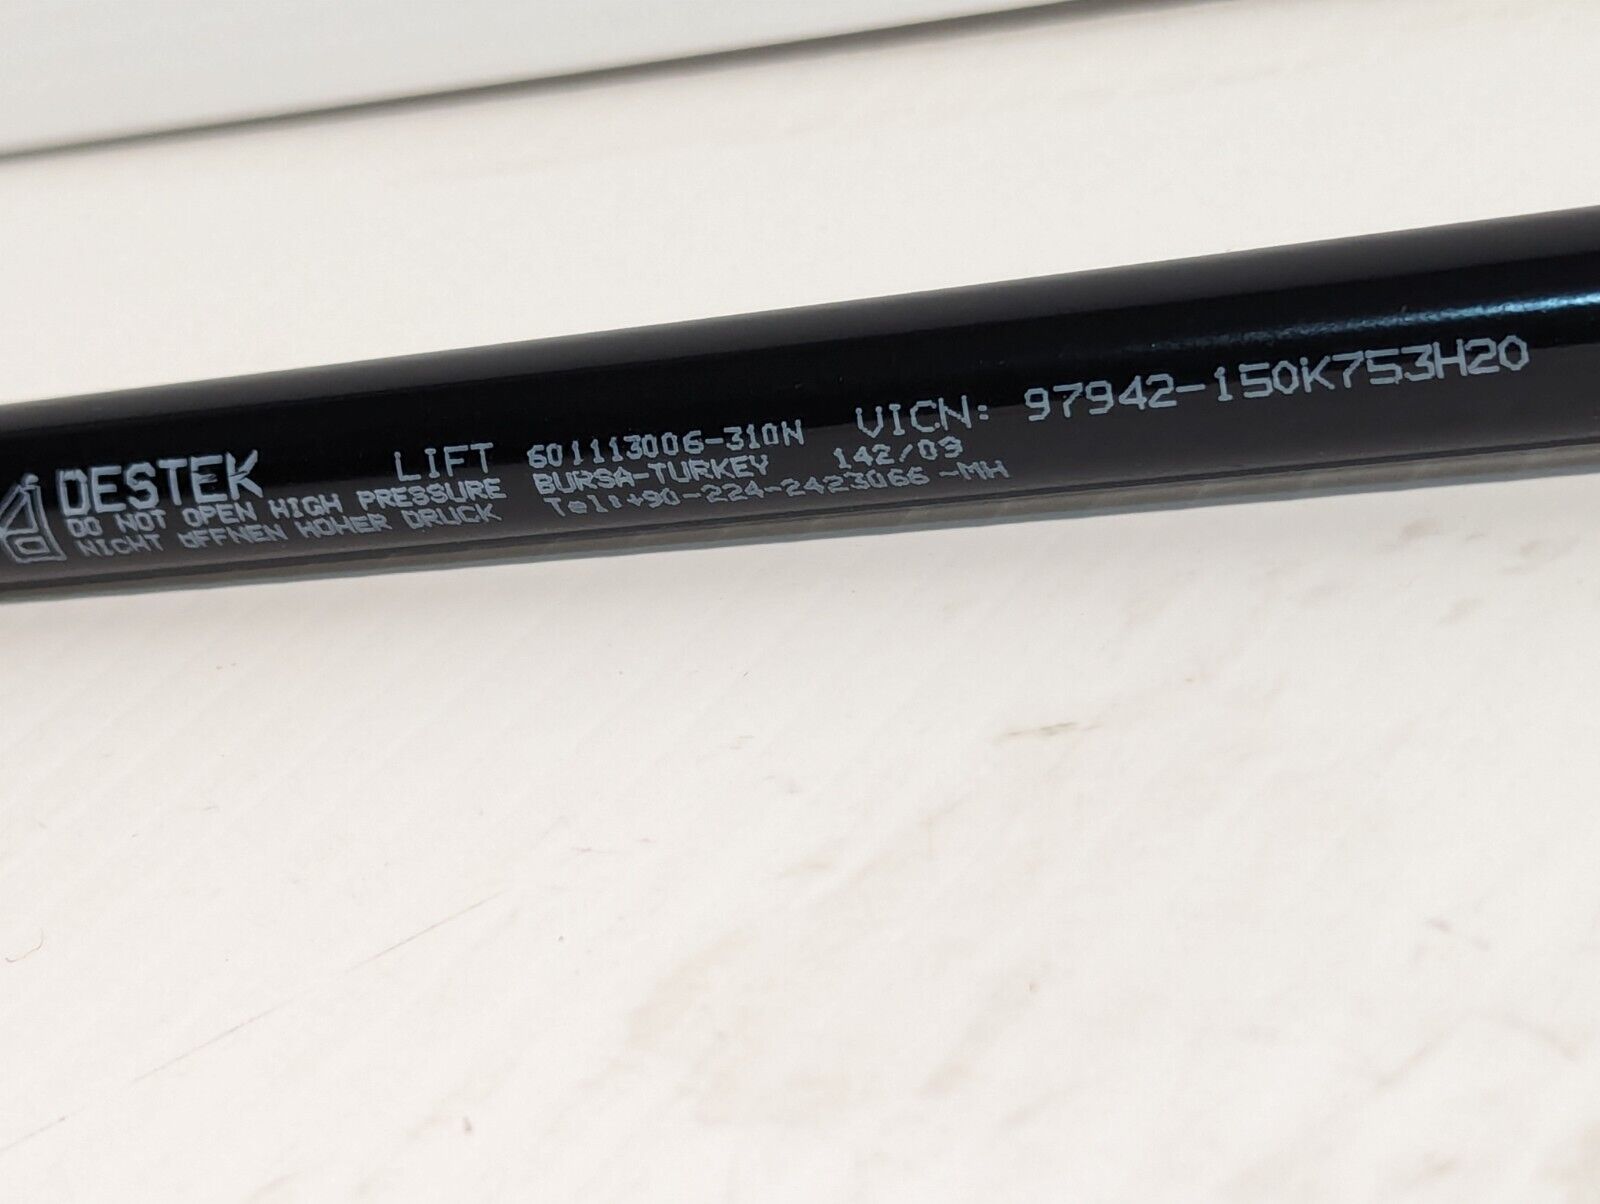 DESTEK LIFT 601113006-310N VICN: 97942-150K753H20
DO NOT OPEN HIGH PRESSURE BURSA-TURKEY 142/09
NICHT ÖFFNEN HOHER DRUCK Tel:+90-224-2423066-MH